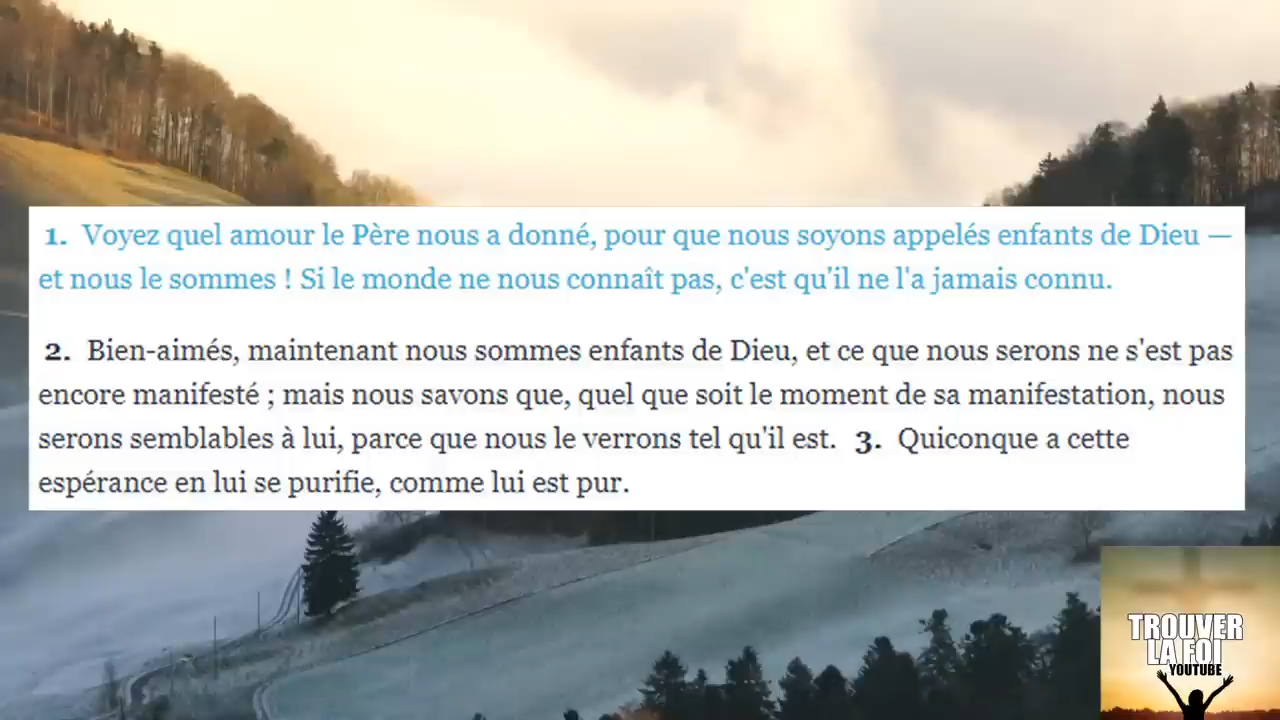 1. Voyez quel amour le Père nous a donné, pour que nous soyons appelés enfants de Dieu —
et nous le sommes ! Si le monde ne nous connaît pas, c'est qu'il ne l'a jamais connu.
2. Bien-aimés, maintenant nous sommes enfants de Dieu, et ce que nous serons ne s'est pas
encore manifesté ; mais nous savons que, quel que soit le moment de sa manifestation, nous
serons semblables à lui, parce que nous le verrons tel qu'il est. 3. Quiconque a cette
espérance en lui se purifie, comme lui est pur.
TROUVER
LA FOI
YOUTUBE